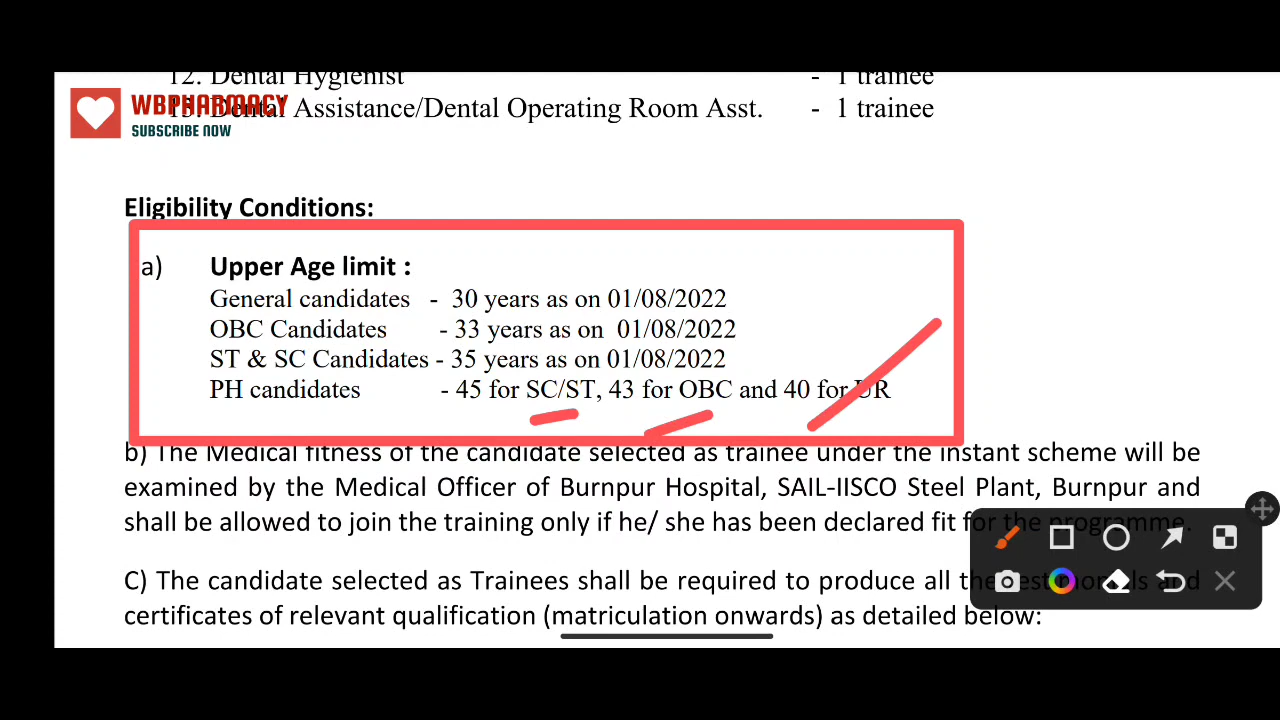 12. Dental Hygienist - 1 trainee
WBPHARMACY
SUBSCRIBE NOW
13. Dental Assistance/Dental Operating Room Asst. - 1 trainee
Eligibility Conditions:
a) Upper Age limit :
General candidates - 30 years as on 01/08/2022
OBC Candidates - 33 years as on 01/08/2022
ST & SC Candidates - 35 years as on 01/08/2022
PH candidates - 45 for SC/ST, 43 for OBC and 40 for UR
b) The Medical fitness of the candidate selected as trainee under the instant scheme will be
examined by the Medical Officer of Burnpur Hospital, SAIL-IISCO Steel Plant, Burnpur and
shall be allowed to join the training only if he/ she has been declared fit for the programme.
C) The candidate selected as Trainees shall be required to produce all the testimonials and
certificates of relevant qualification (matriculation onwards) as detailed below: